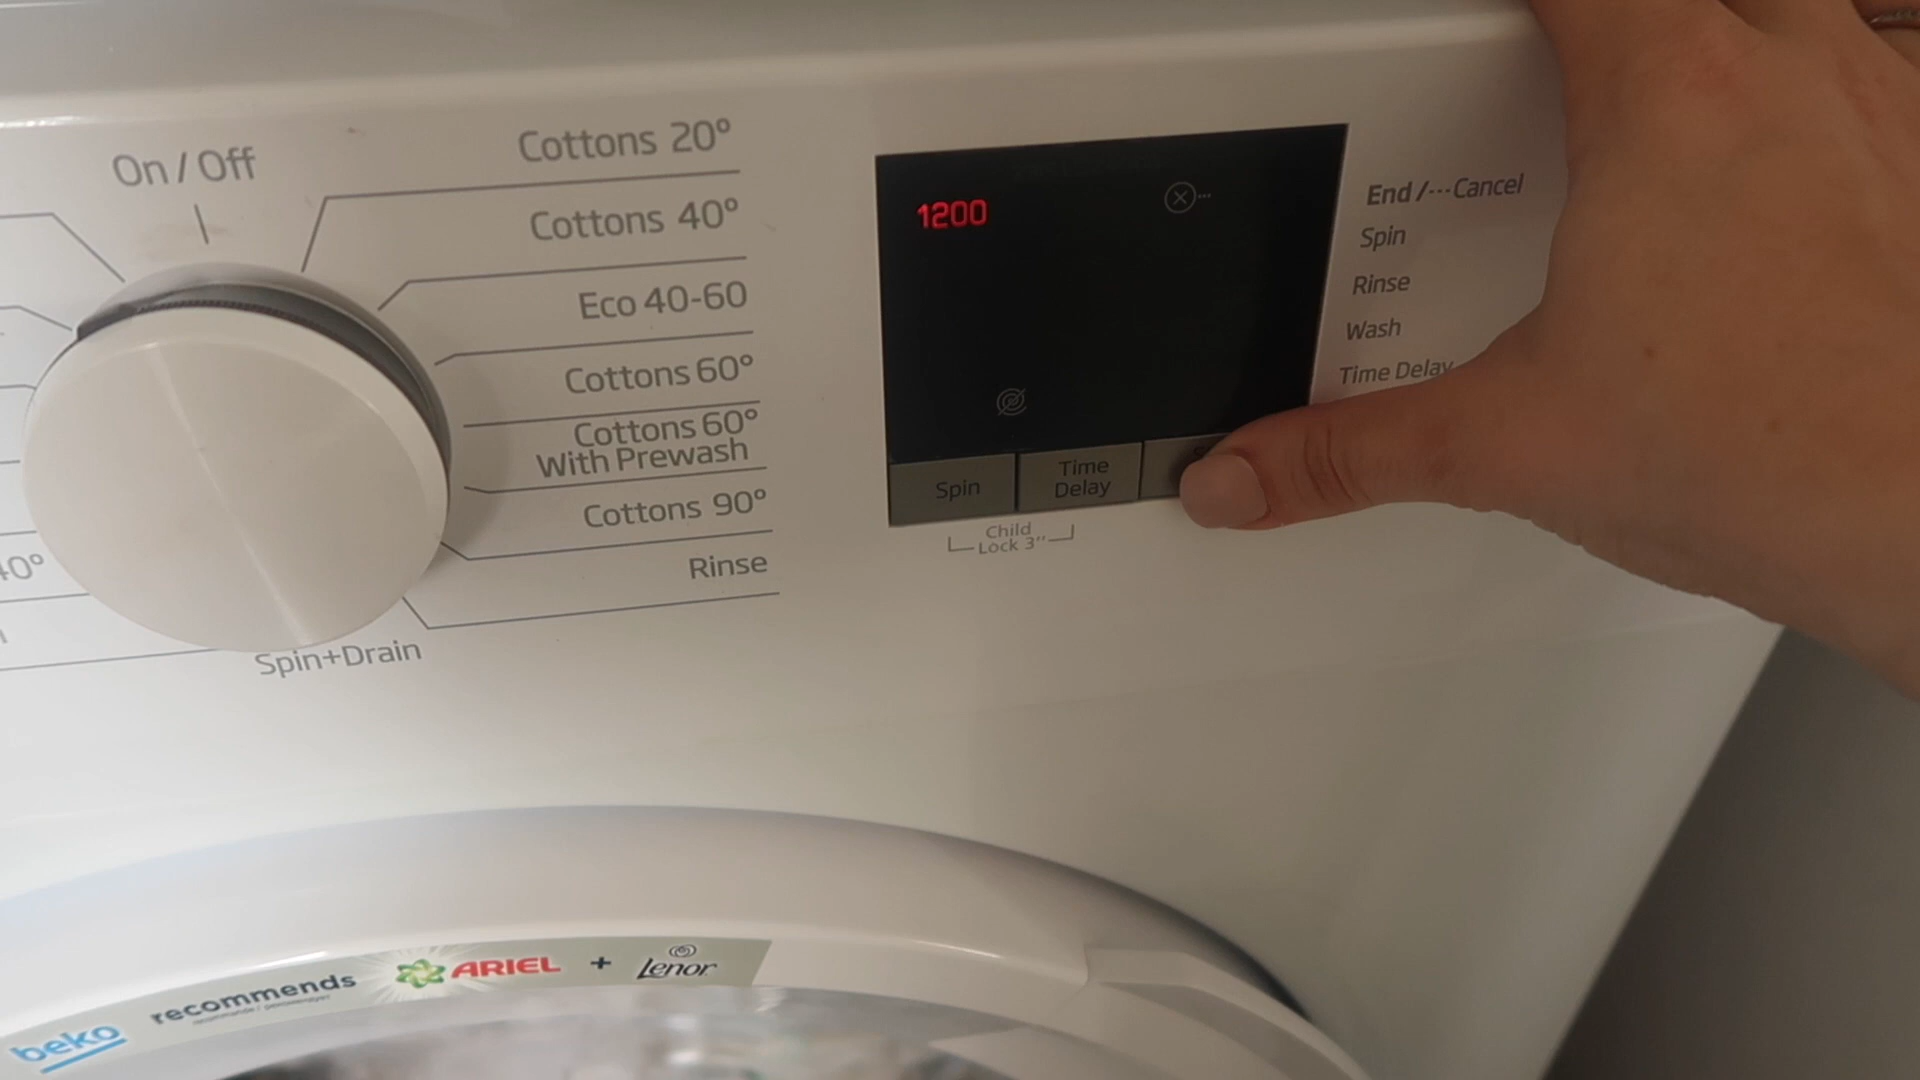 On / Off
Cottons 20°
Cottons 40°
Eco 40-60
Cottons 60°
Cottons 60°
With Prewash
Cottons 90°
Rinse
Spin+Drain
0°
1200
Spin
Time
Delay
Child
Lock 3''
End /···Cancel
Spin
Rinse
Wash
Time Delay
beko recommends ARIEL + Lenor